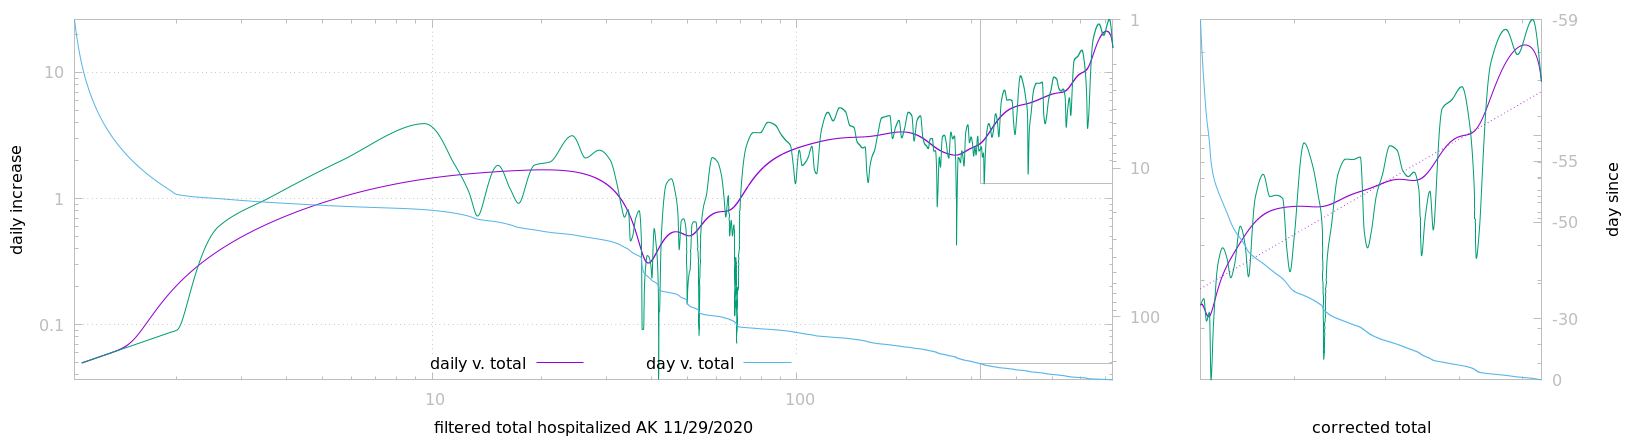 1
-59
10
daily increase
1
0.1
10
100
-55
-50
-30
0
day since
daily v. total
day v. total
10
100
filtered total hospitalized AK 11/29/2020
corrected total